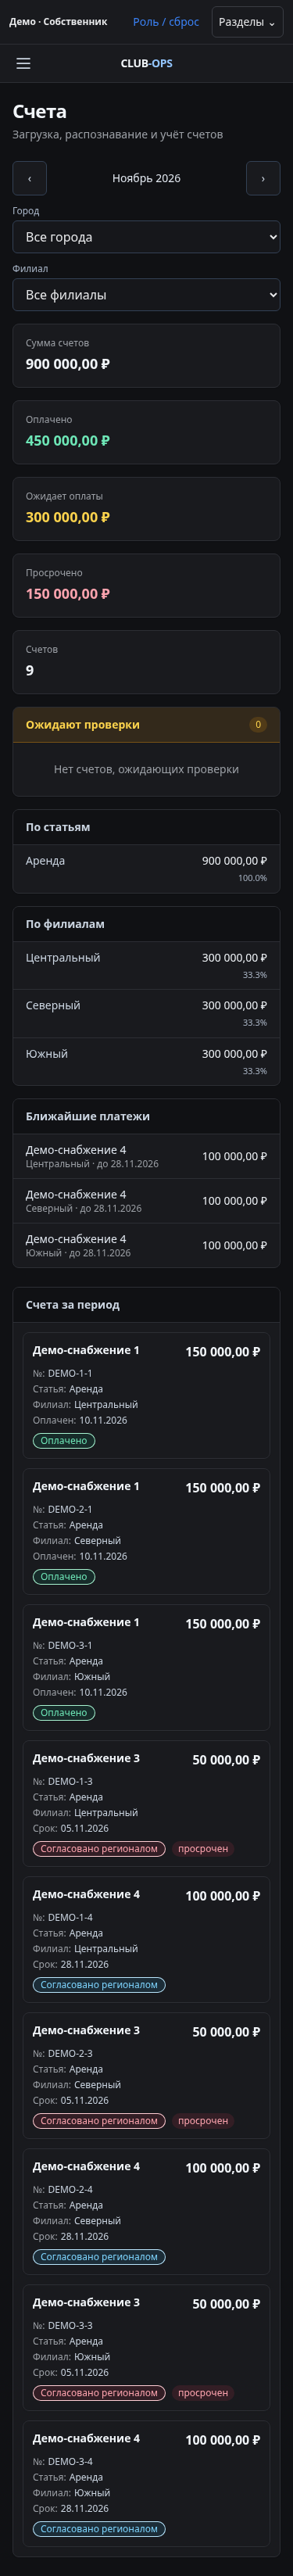 Демо · Собственник
Роль / сброс
Разделы
CLUB-OPS
Счета
Загрузка, распознавание и учёт счетов
‹ Ноябрь 2026 ›
Город
Все города
Филиал
Все филиалы
Сумма счетов
900 000,00 ₽
Оплачено
450 000,00 ₽
Ожидает оплаты
300 000,00 ₽
Просрочено
150 000,00 ₽
Счетов
9
Ожидают проверки 0
Нет счетов, ожидающих проверки
По статьям
Аренда 900 000,00 ₽
100.0%
По филиалам
Центральный 300 000,00 ₽
33.3%
Северный 300 000,00 ₽
33.3%
Южный 300 000,00 ₽
33.3%
Ближайшие платежи
Демо-снабжение 4 100 000,00 ₽
Центральный · до 28.11.2026
Демо-снабжение 4 100 000,00 ₽
Северный · до 28.11.2026
Демо-снабжение 4 100 000,00 ₽
Южный · до 28.11.2026
Счета за период
Демо-снабжение 1 150 000,00 ₽
№: DEMO-1-1
Статья: Аренда
Филиал: Центральный
Оплачен: 10.11.2026
Оплачено
Демо-снабжение 1 150 000,00 ₽
№: DEMO-2-1
Статья: Аренда
Филиал: Северный
Оплачен: 10.11.2026
Оплачено
Демо-снабжение 1 150 000,00 ₽
№: DEMO-3-1
Статья: Аренда
Филиал: Южный
Оплачен: 10.11.2026
Оплачено
Демо-снабжение 3 50 000,00 ₽
№: DEMO-1-3
Статья: Аренда
Филиал: Центральный
Срок: 05.11.2026
Согласовано регионалом просрочен
Демо-снабжение 4 100 000,00 ₽
№: DEMO-1-4
Статья: Аренда
Филиал: Центральный
Срок: 28.11.2026
Согласовано регионалом
Демо-снабжение 3 50 000,00 ₽
№: DEMO-2-3
Статья: Аренда
Филиал: Северный
Срок: 05.11.2026
Согласовано регионалом просрочен
Демо-снабжение 4 100 000,00 ₽
№: DEMO-2-4
Статья: Аренда
Филиал: Северный
Срок: 28.11.2026
Согласовано регионалом
Демо-снабжение 3 50 000,00 ₽
№: DEMO-3-3
Статья: Аренда
Филиал: Южный
Срок: 05.11.2026
Согласовано регионалом просрочен
Демо-снабжение 4 100 000,00 ₽
№: DEMO-3-4
Статья: Аренда
Филиал: Южный
Срок: 28.11.2026
Согласовано регионалом